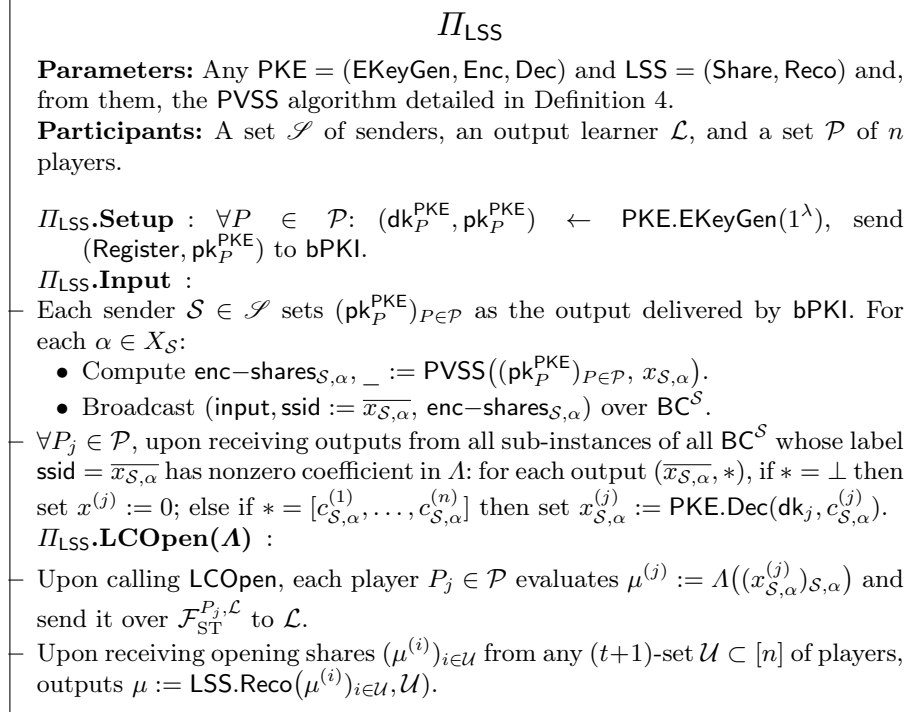 Π_LSS
Parameters: Any PKE = (EKeyGen, Enc, Dec) and LSS = (Share, Reco) and,
from them, the PVSS algorithm detailed in Definition 4.
Participants: A set 𝒮 of senders, an output learner ℒ, and a set 𝒫 of n
players.
Π_LSS.Setup : ∀P ∈ 𝒫: (dk_P^PKE, pk_P^PKE) ← PKE.EKeyGen(1^λ), send
(Register, pk_P^PKE) to bPKI.
Π_LSS.Input :
– Each sender 𝒮 ∈ 𝒮 sets (pk_P^PKE)_{P∈𝒫} as the output delivered by bPKI. For
each α ∈ X_𝒮:
• Compute enc−shares_{𝒮,α}, _ := PVSS((pk_P^PKE)_{P∈𝒫}, x_{𝒮,α}).
• Broadcast (input, ssid := \overline{x_{𝒮,α}}, enc−shares_{𝒮,α}) over BC^𝒮.
– ∀P_j ∈ 𝒫, upon receiving outputs from all sub-instances of all BC^𝒮 whose label
ssid = \overline{x_{𝒮,α}} has nonzero coefficient in Λ: for each output (\overline{x_{𝒮,α}}, *), if * = ⊥ then
set x^{(j)} := 0; else if * = [c_{𝒮,α}^{(1)}, . . . , c_{𝒮,α}^{(n)}] then set x_{𝒮,α}^{(j)} := PKE.Dec(dk_j, c_{𝒮,α}^{(j)}).
Π_LSS.LCOpen(Λ) :
– Upon calling LCOpen, each player P_j ∈ 𝒫 evaluates μ^{(j)} := Λ((x_{𝒮,α}^{(j)})_{𝒮,α}) and
send it over ℱ_ST^{P_j,ℒ} to ℒ.
– Upon receiving opening shares (μ^{(i)})_{i∈𝒰} from any (t+1)-set 𝒰 ⊂ [n] of players,
outputs μ := LSS.Reco(μ^{(i)})_{i∈𝒰}, 𝒰).